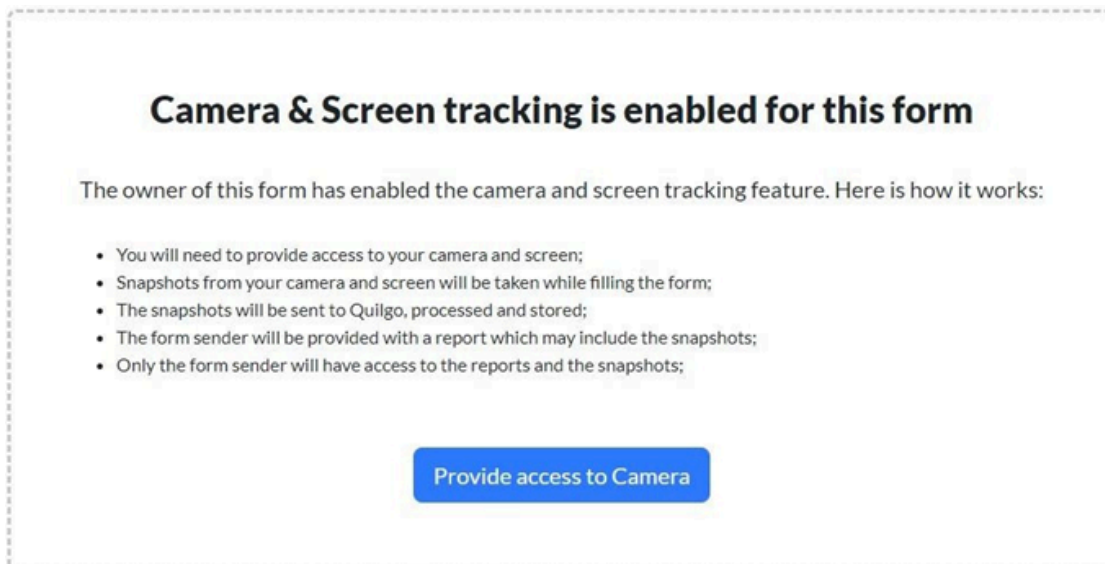 Camera & Screen tracking is enabled for this form
The owner of this form has enabled the camera and screen tracking feature. Here is how it works:
• You will need to provide access to your camera and screen;
• Snapshots from your camera and screen will be taken while filling the form;
• The snapshots will be sent to Quilgo, processed and stored;
• The form sender will be provided with a report which may include the snapshots;
• Only the form sender will have access to the reports and the snapshots;
Provide access to Camera